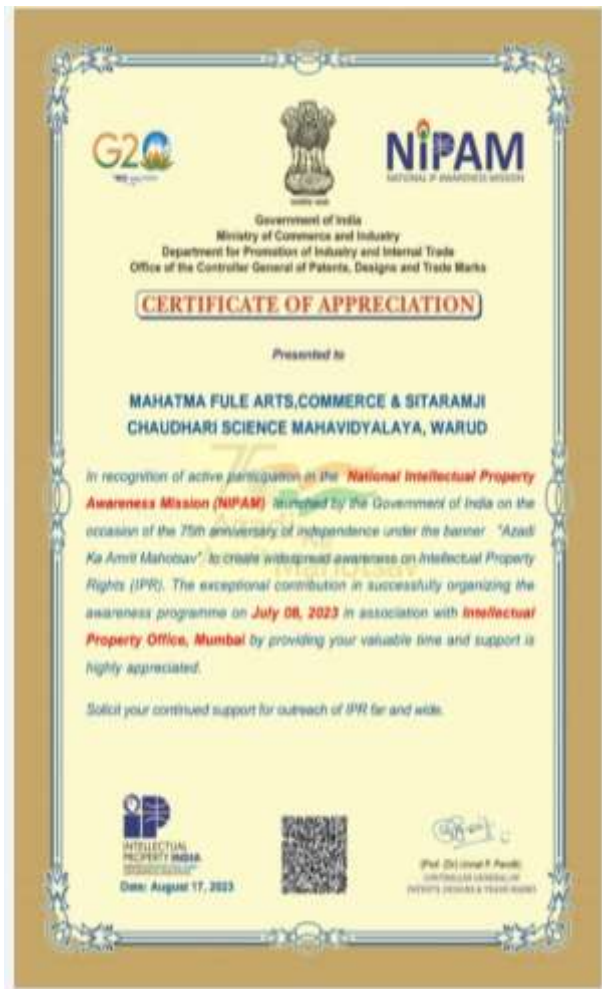 G20
NiPAM
NATIONAL IP AWARENESS MISSION
Government of India
Ministry of Commerce and Industry
Department for Promotion of Industry and Internal Trade
Office of the Controller General of Patents, Designs and Trade Marks
CERTIFICATE OF APPRECIATION
Presented to
MAHATMA FULE ARTS,COMMERCE & SITARAMJI
CHAUDHARI SCIENCE MAHAVIDYALAYA, WARUD
In recognition of active participation in the National Intellectual Property
Awareness Mission (NIPAM) launched by the Government of India on the
occasion of the 75th anniversary of independence under the banner "Azadi
Ka Amrit Mahotsav" to create widespread awareness on Intellectual Property
Rights (IPR). The exceptional contribution in successfully organizing the
awareness programme on July 08, 2023 in association with Intellectual
Property Office, Mumbai by providing your valuable time and support is
highly appreciated.
Solicit your continued support for outreach of IPR far and wide.
iP
INTELLECTUAL
PROPERTY INDIA
Date: August 17, 2023
(Prof. (Dr) Unnat P. Pandit)
CONTROLLER GENERAL OF
PATENTS, DESIGNS & TRADE MARKS